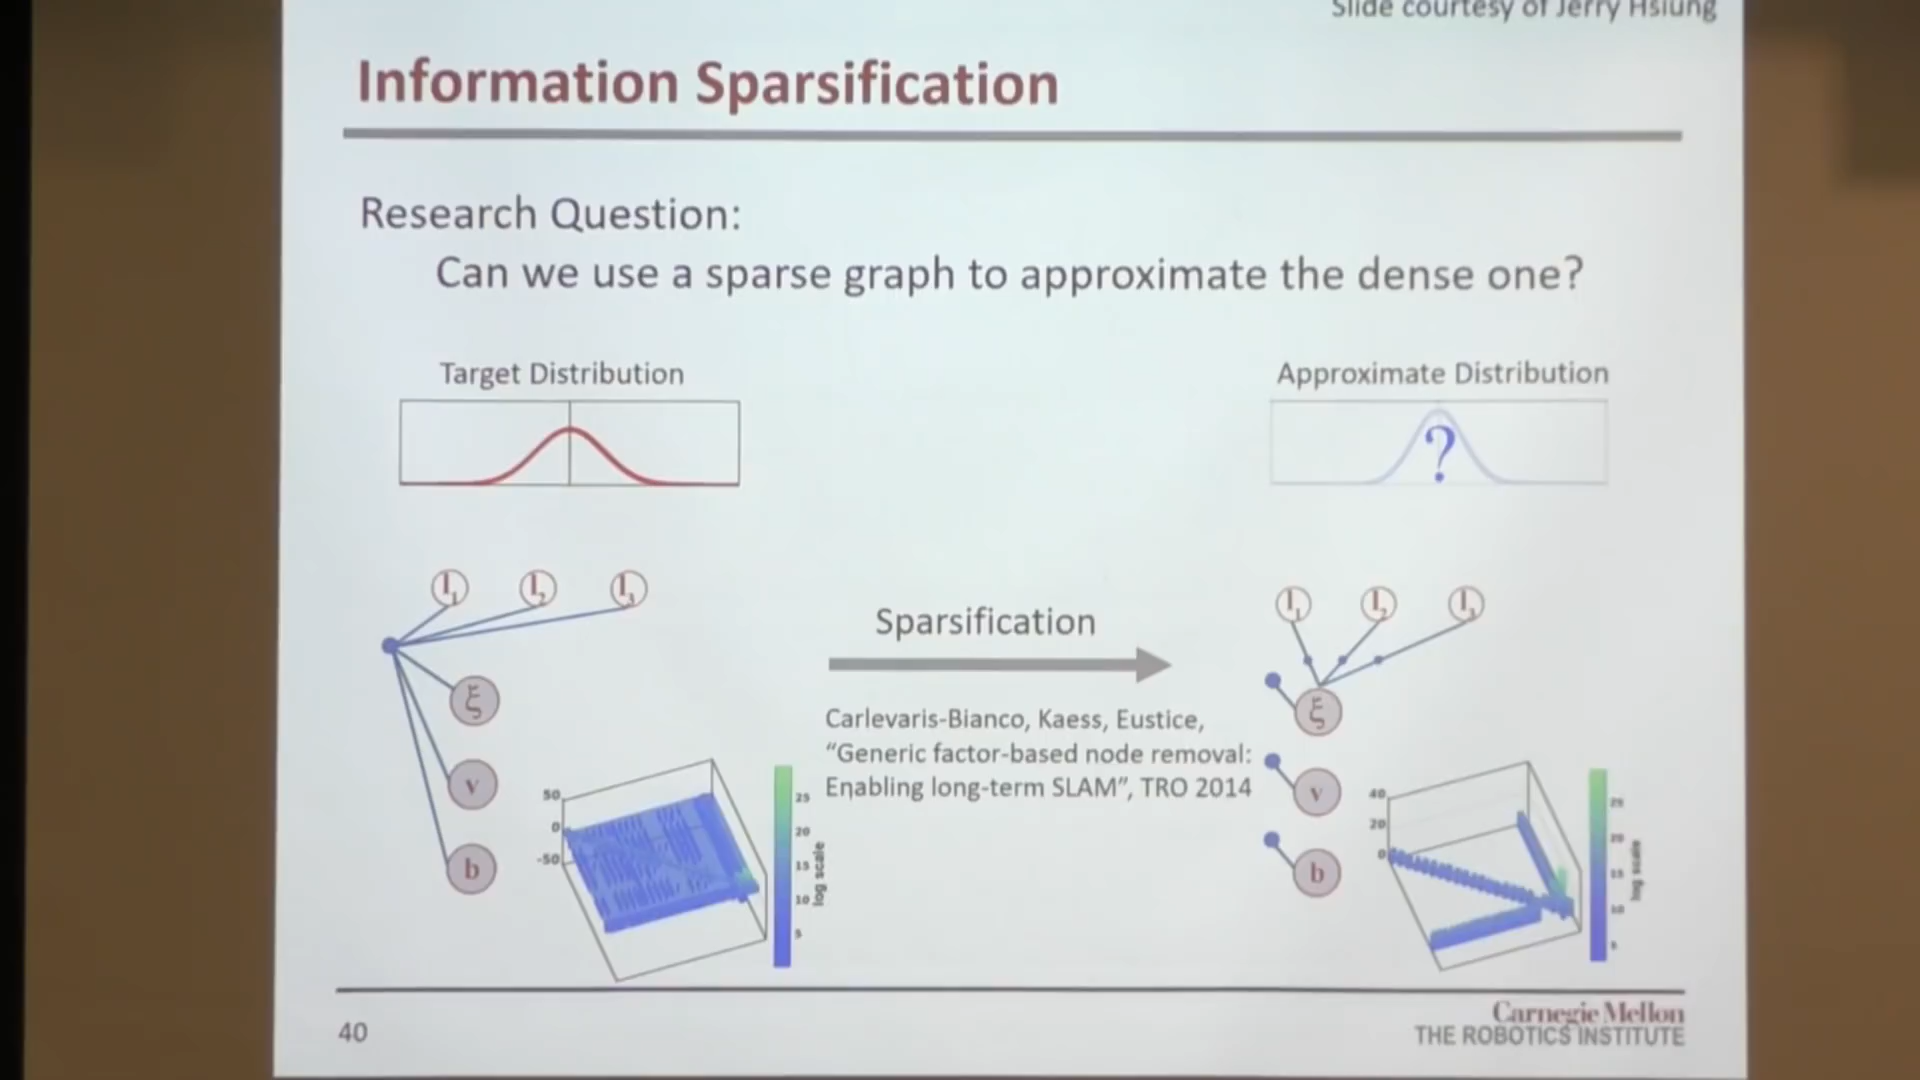 Slide courtesy of Jerry Hsiung
Information Sparsification
Research Question:
Can we use a sparse graph to approximate the dense one?
Target Distribution
Approximate Distribution
?
l1 l2 l3
l1 l2 l3
Sparsification
ξ
ξ
Carlevaris-Bianco, Kaess, Eustice,
“Generic factor-based node removal:
Enabling long-term SLAM”, TRO 2014
v
v
b
b
50
0
-50
25
20
15
10
5
log scale
40
20
0
25
20
15
10
5
log scale
Carnegie Mellon
THE ROBOTICS INSTITUTE
40